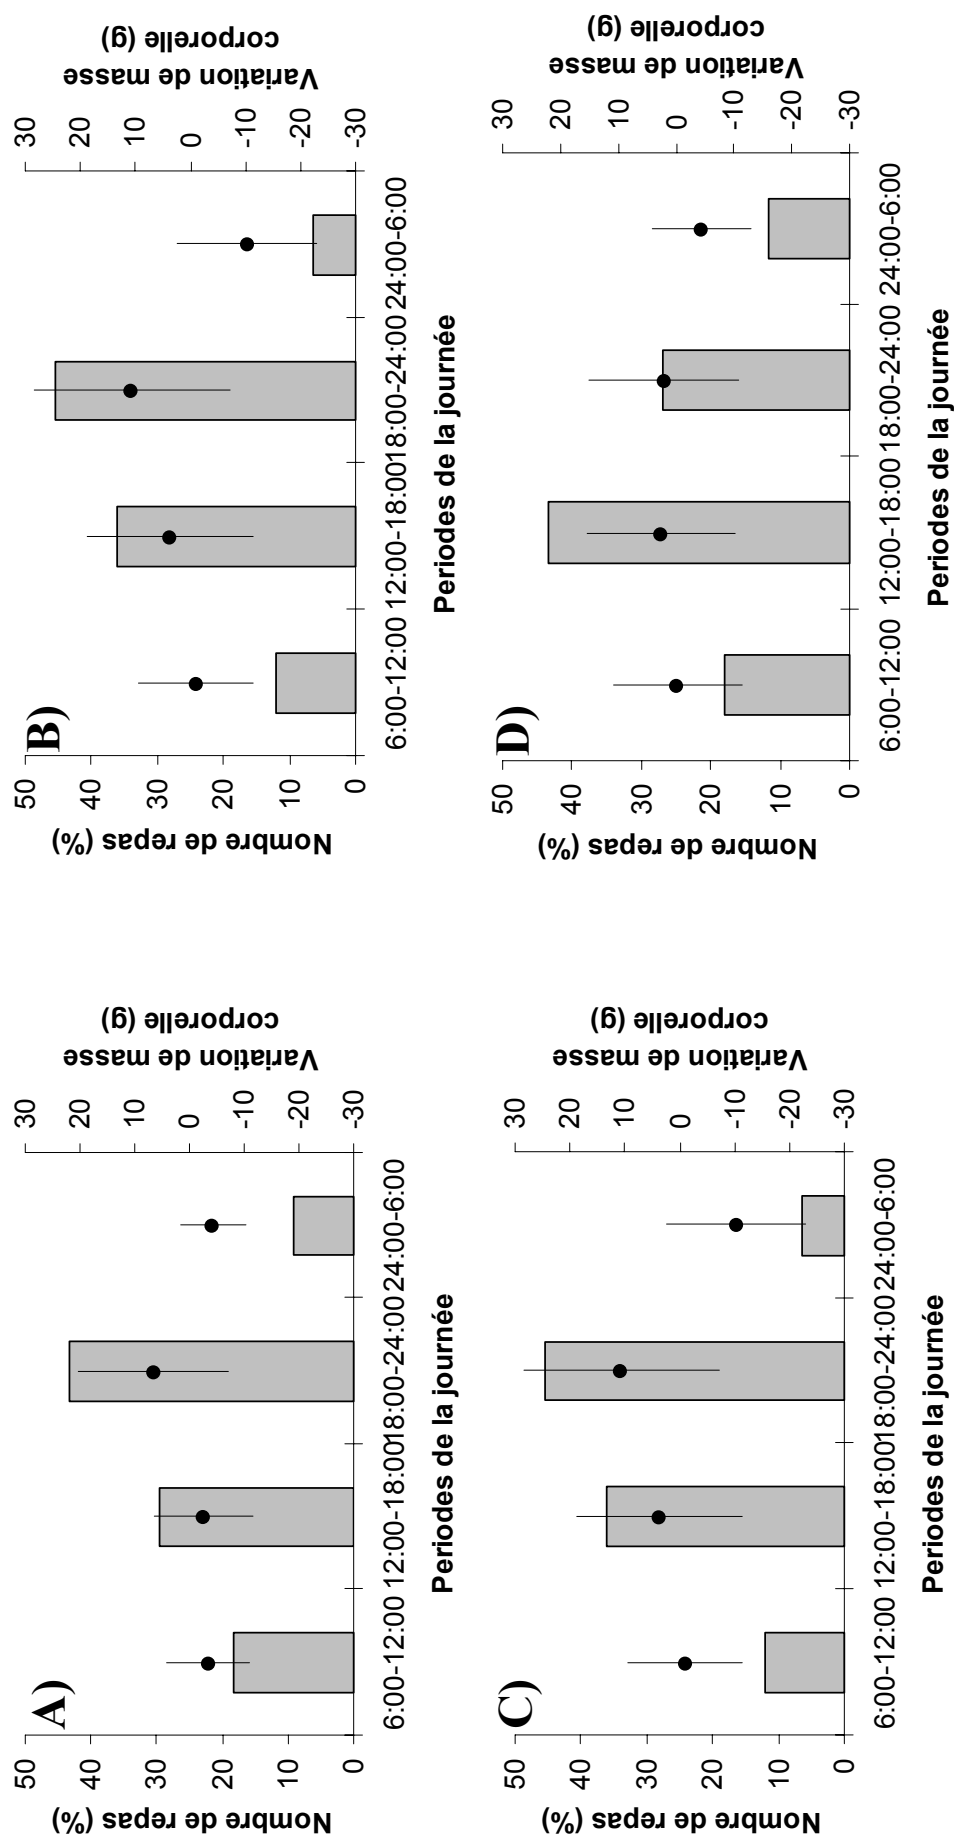 A)
50
40
30
20
10
0
Nombre de repas (%)
30
20
10
0
-10
-20
-30
Variation de masse
corporelle (g)
6:00-12:00 12:00-18:00 18:00-24:00 24:00-6:00
Periodes de la journée
B)
50
40
30
20
10
0
Nombre de repas (%)
30
20
10
0
-10
-20
-30
Variation de masse
corporelle (g)
6:00-12:00 12:00-18:00 18:00-24:00 24:00-6:00
Periodes de la journée
C)
50
40
30
20
10
0
Nombre de repas (%)
30
20
10
0
-10
-20
-30
Variation de masse
corporelle (g)
6:00-12:00 12:00-18:00 18:00-24:00 24:00-6:00
Periodes de la journée
D)
50
40
30
20
10
0
Nombre de repas (%)
30
20
10
0
-10
-20
-30
Variation de masse
corporelle (g)
6:00-12:00 12:00-18:00 18:00-24:00 24:00-6:00
Periodes de la journée